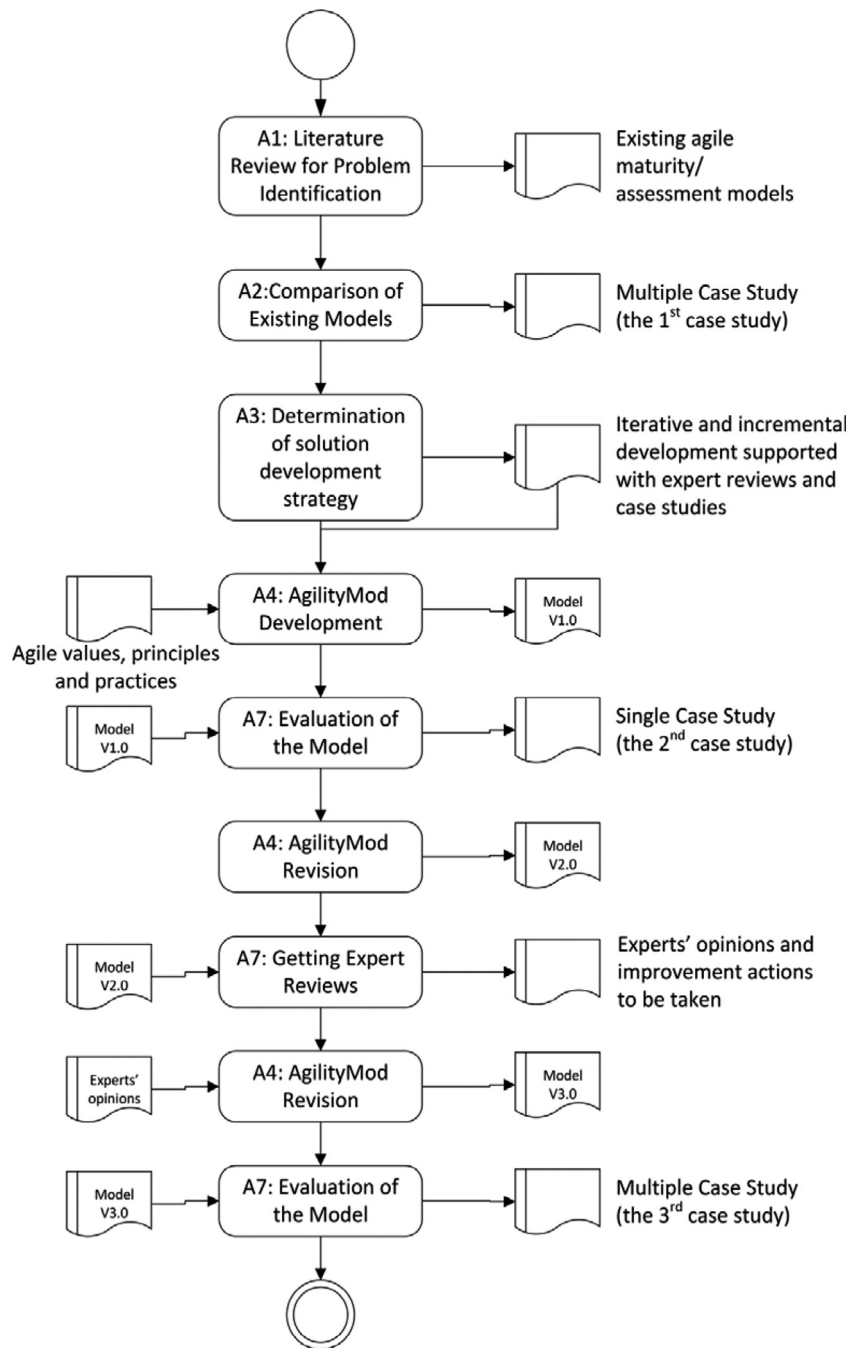 A1: Literature
Review for Problem
Identification
Existing agile
maturity/
assessment models
A2:Comparison of
Existing Models
Multiple Case Study
(the 1st case study)
A3: Determination
of solution
development
strategy
Iterative and incremental
development supported
with expert reviews and
case studies
A4: AgilityMod
Development
Model
V1.0
Agile values, principles
and practices
Model
V1.0
A7: Evaluation of
the Model
Single Case Study
(the 2nd case study)
A4: AgilityMod
Revision
Model
V2.0
Model
V2.0
A7: Getting Expert
Reviews
Experts’ opinions and
improvement actions
to be taken
Experts’
opinions
A4: AgilityMod
Revision
Model
V3.0
Model
V3.0
A7: Evaluation of
the Model
Multiple Case Study
(the 3rd case study)